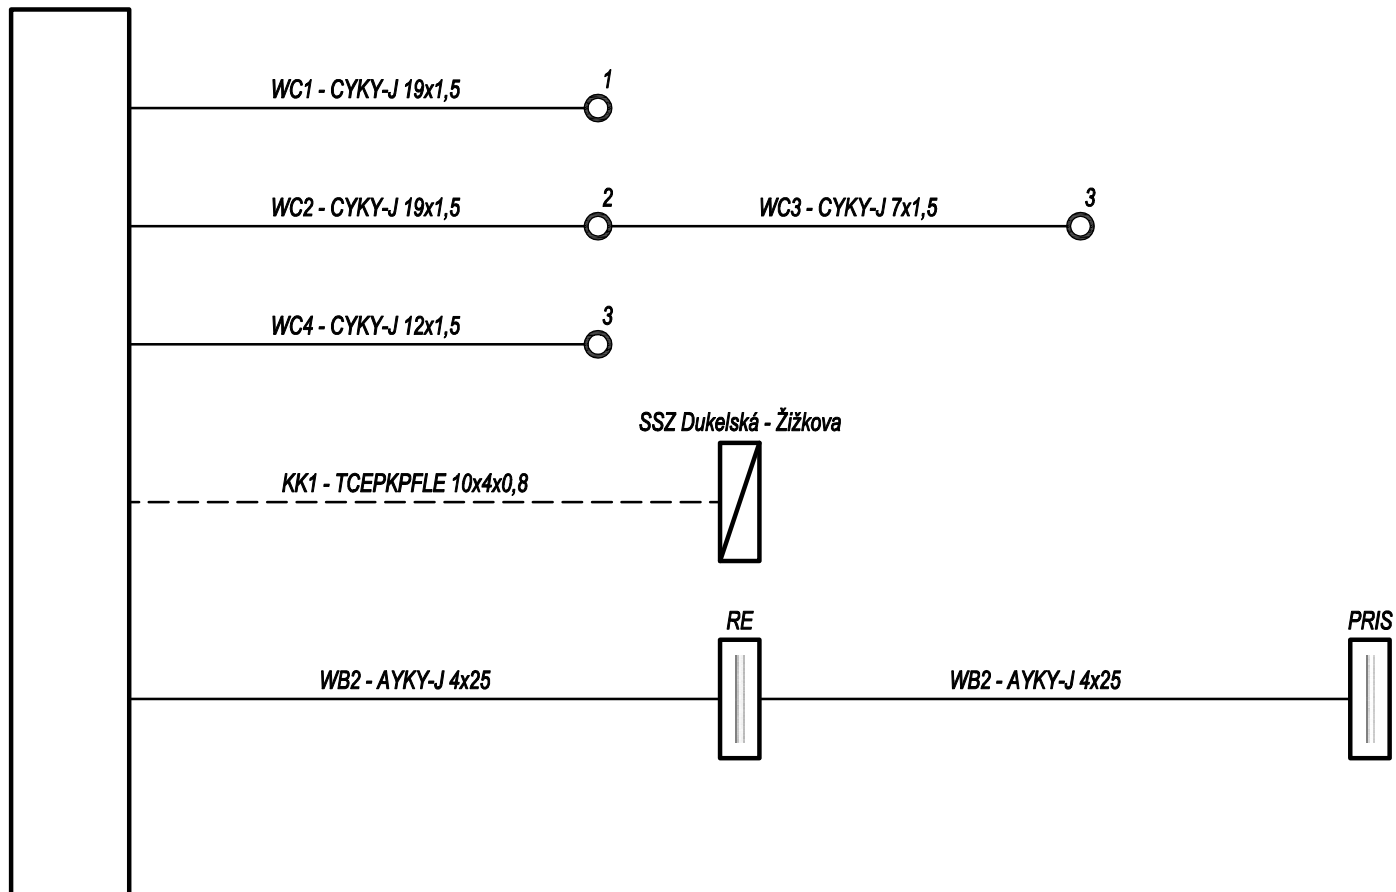 1
WC1 - CYKY-J 19x1,5
2
3
WC2 - CYKY-J 19x1,5
WC3 - CYKY-J 7x1,5
3
WC4 - CYKY-J 12x1,5
SSZ Dukelská - Žižkova
KK1 - TCEPKPFLE 10x4x0,8
RE
PRIS
WB2 - AYKY-J 4x25
WB2 - AYKY-J 4x25